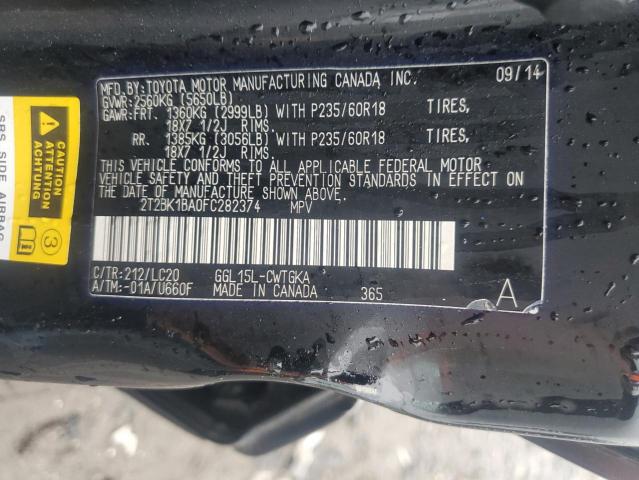 MFD.BY:TOYOTA MOTOR MANUFACTURING CANADA INC. 09/14
GVWR:2560KG (5650LB)
GAWR:FRT. 1360KG (2999LB) WITH P235/60R18 TIRES,
18X7 1/2J RIMS.
RR. 1385KG (3056LB) WITH P235/60R18 TIRES,
18X7 1/2J RIMS.
THIS VEHICLE CONFORMS TO ALL APPLICABLE FEDERAL MOTOR
VEHICLE SAFETY AND THEFT PREVENTION STANDARDS IN EFFECT
ON THE DATE OF MANUFACTURE SHOWN ABOVE.
2T2BK1BA0FC282374 MPV
C/TR:212/LC20 GGL15L-CWTGKA
A/TM:-01A/U660F MADE IN CANADA 365 A
CAUTION
ATTENTION
ACHTUNG
SRS SIDE AIRBAG
3